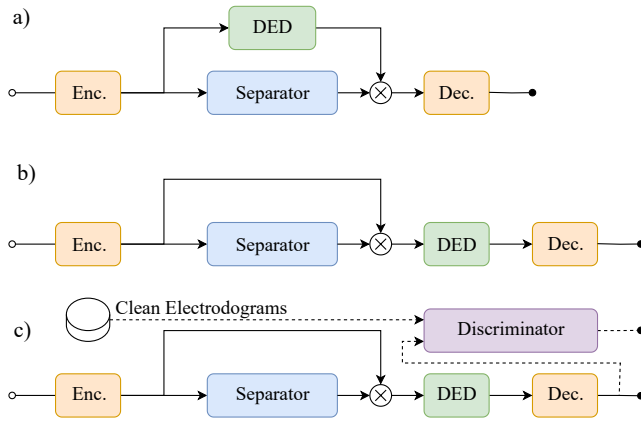 a)
DED
Enc.
Separator
Dec.
b)
Enc.
Separator
DED
Dec.
Clean Electrodograms
c)
Discriminator
Enc.
Separator
DED
Dec.